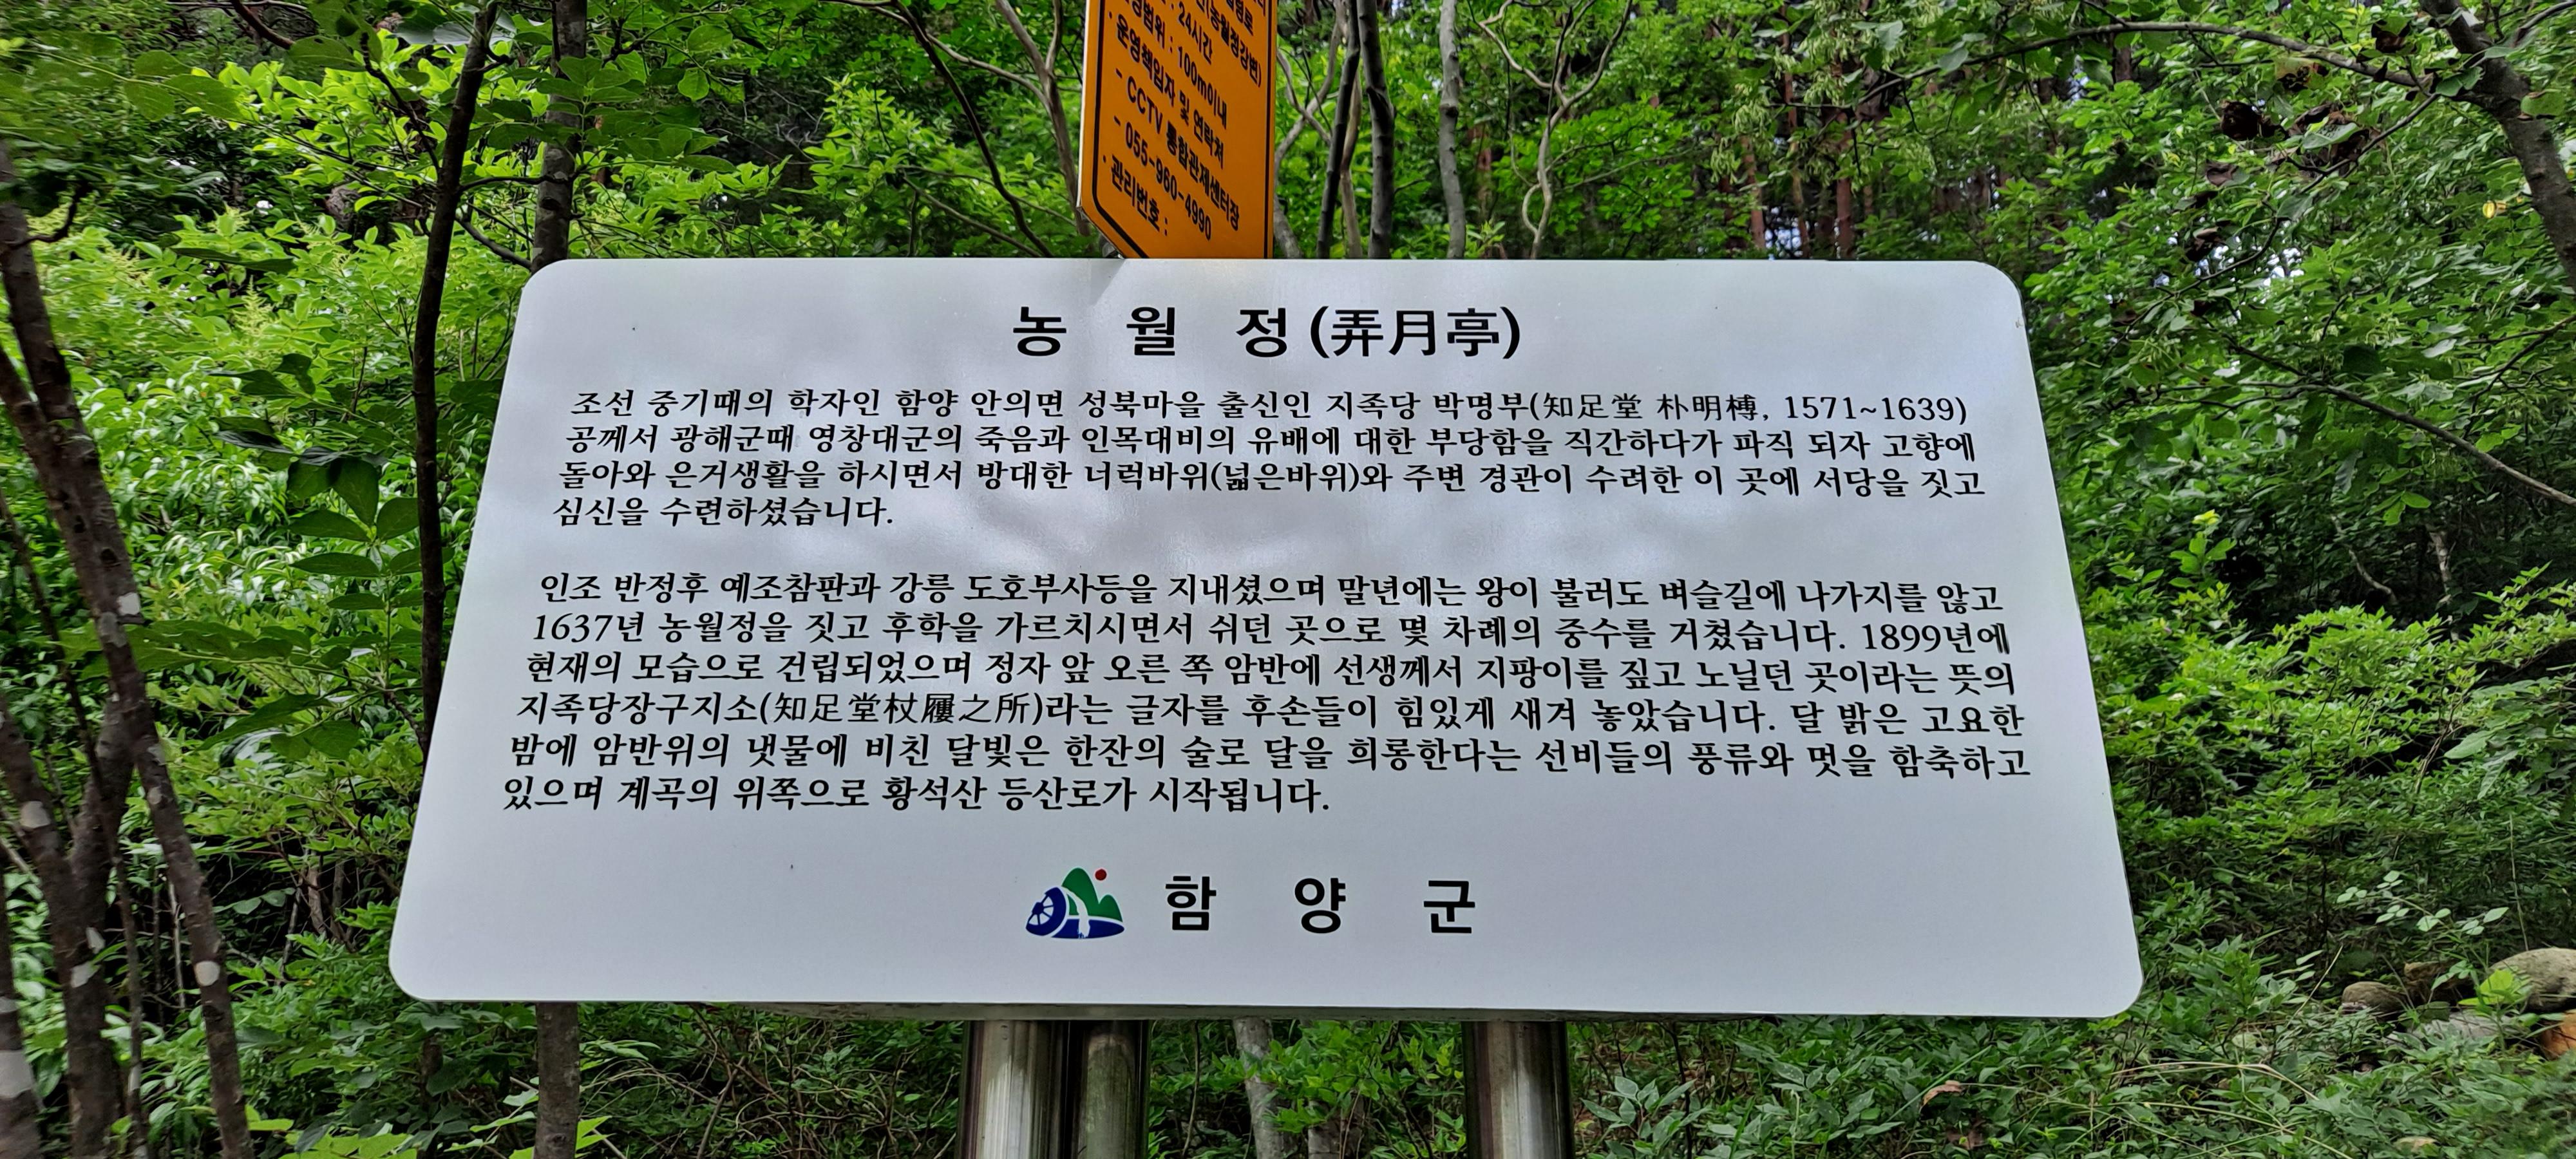 24시간
: 100m이내
· 운영책임자 및 연락처
- CCTV 통합관제센터장
- 055-960-4990
· 관리번호 :
농 월 정(弄月亭)
조선 중기때의 학자인 함양 안의면 성북마을 출신인 지족당 박명부(知足堂 朴明榑, 1571~1639)
공께서 광해군때 영창대군의 죽음과 인목대비의 유배에 대한 부당함을 직간하다가 파직 되자 고향에
돌아와 은거생활을 하시면서 방대한 너럭바위(넓은바위)와 주변 경관이 수려한 이 곳에 서당을 짓고
심신을 수련하셨습니다.
인조 반정후 예조참판과 강릉 도호부사등을 지내셨으며 말년에는 왕이 불러도 벼슬길에 나가지를 않고
1637년 농월정을 짓고 후학을 가르치시면서 쉬던 곳으로 몇 차례의 중수를 거쳤습니다. 1899년에
현재의 모습으로 건립되었으며 정자 앞 오른 쪽 암반에 선생께서 지팡이를 짚고 노닐던 곳이라는 뜻의
지족당장구지소(知足堂杖屨之所)라는 글자를 후손들이 힘있게 새겨 놓았습니다. 달 밝은 고요한
밤에 암반위의 냇물에 비친 달빛은 한잔의 술로 달을 희롱한다는 선비들의 풍류와 멋을 함축하고
있으며 계곡의 위쪽으로 황석산 등산로가 시작됩니다.
함 양 군